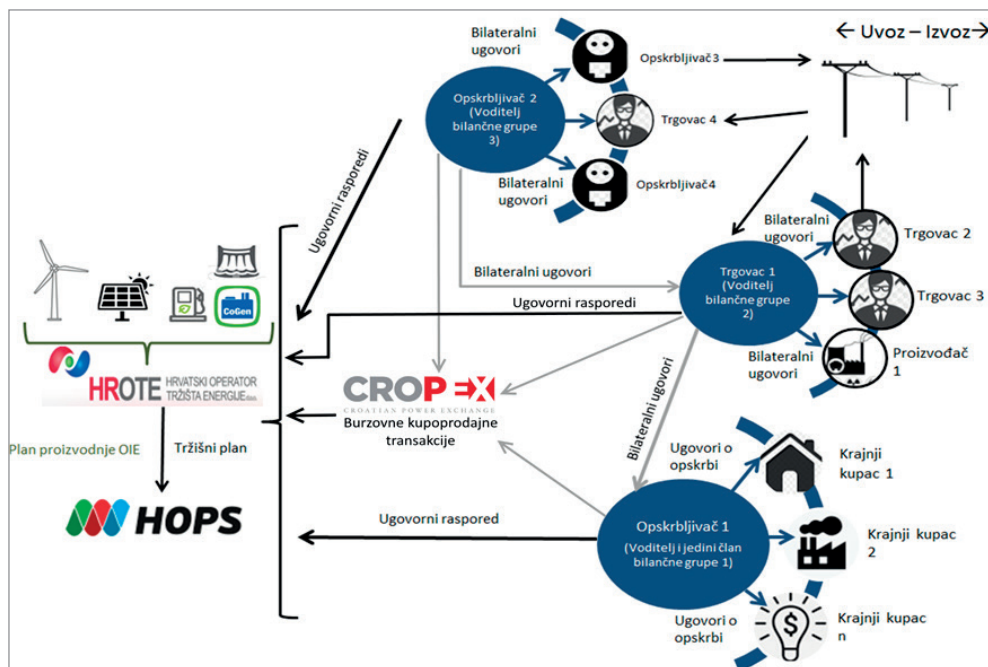 Bilateralni
ugovori
← Uvoz – Izvoz→
Opskrbljivač 3
Opskrbljivač 2
(Voditelj
bilančne grupe
3)
Trgovac 4
Bilateralni
ugovori
Opskrbljivač 4
Ugovorni rasporedi
Bilateralni
ugovori
Trgovac 2
Bilateralni ugovori
Trgovac 1
(Voditelj
bilančne grupe
2)
Trgovac 3
Ugovorni rasporedi
Bilateralni
ugovori
Proizvođač
1
CoGen
HROTE
HRVATSKI OPERATOR
TRŽIŠTA ENERGIJE d.o.o.
CROPEX
CROATIAN POWER EXCHANGE
Burzovne kupoprodajne
transakcije
Bilateralni ugovori
Plan proizvodnje OIE
Tržišni plan
HOPS
Ugovori o
opskrbi
Krajnji
kupac 1
Ugovorni raspored
Opskrbljivač 1
(Voditelj i jedini član
bilančne grupe 1)
Krajnji kupac
2
Ugovori o
opskrbi
$
Krajnji kupac
n